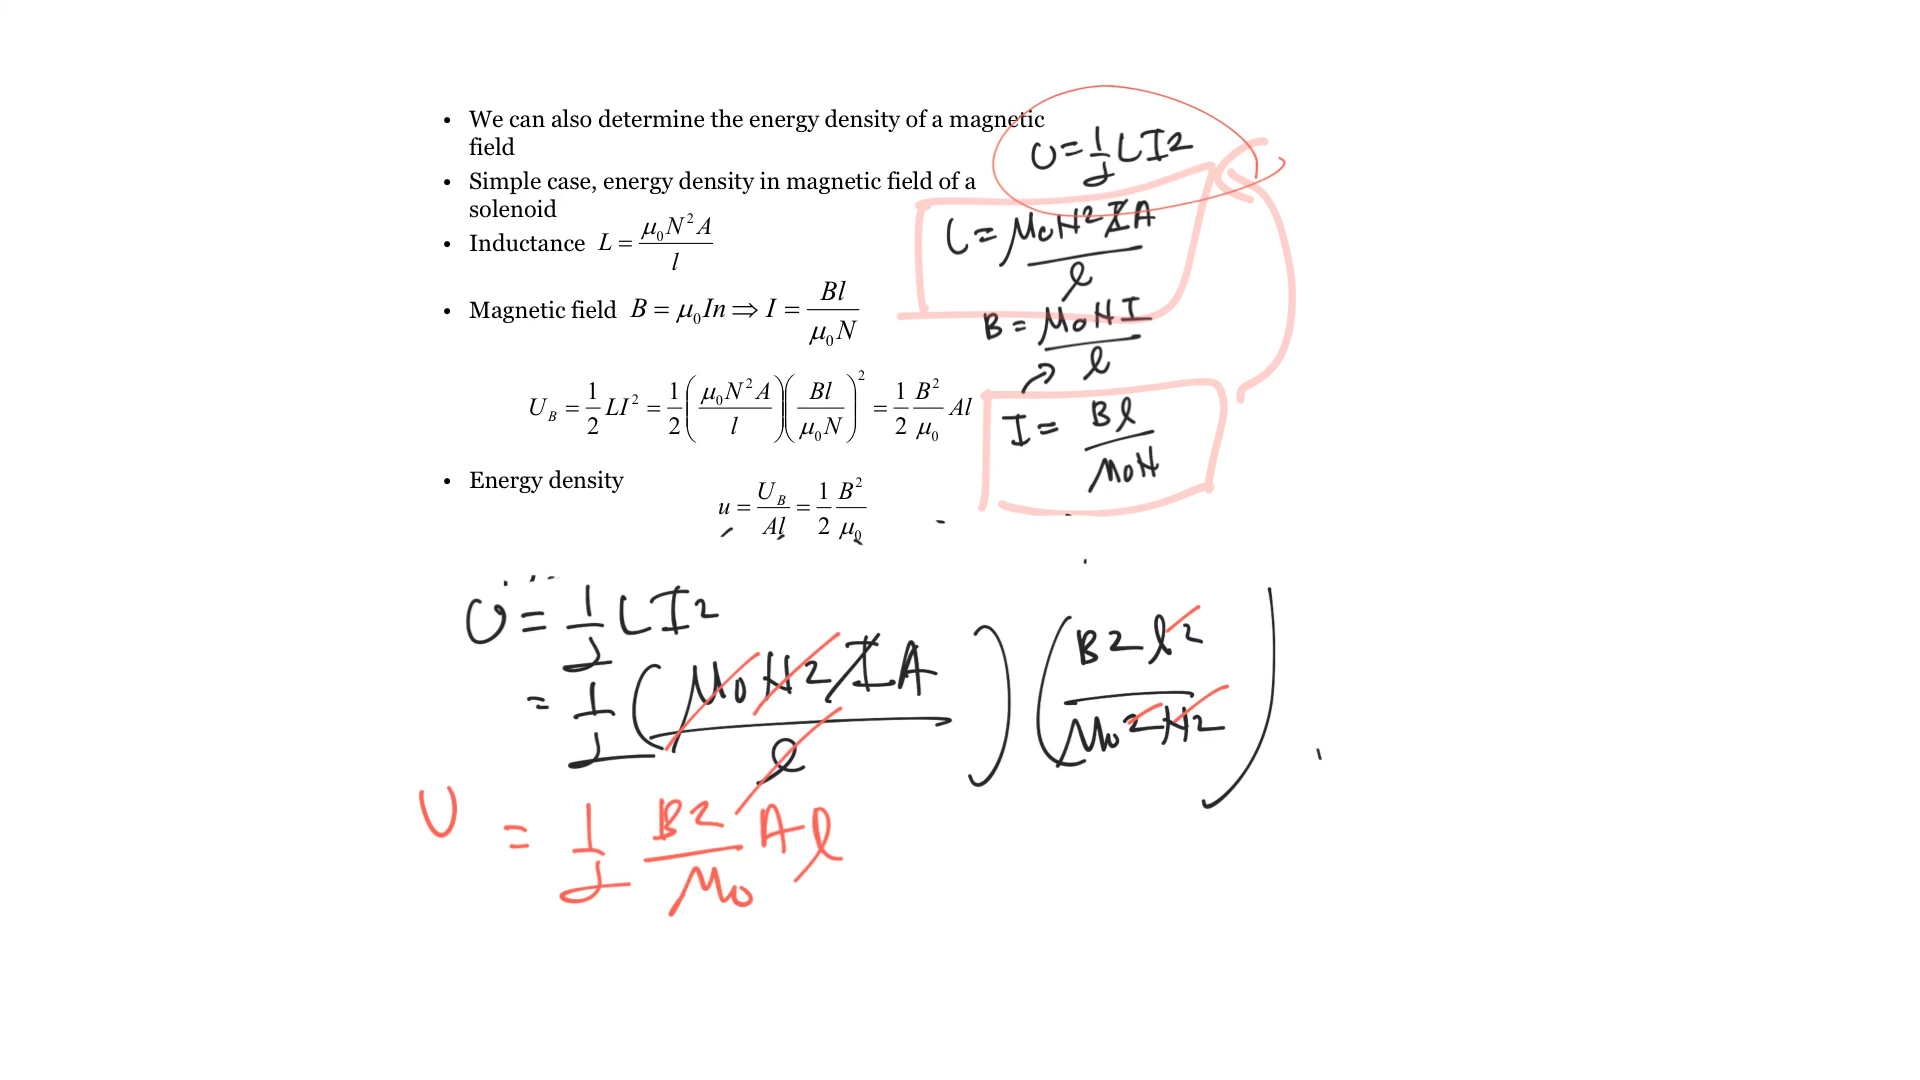 • We can also determine the energy density of a magnetic
field
• Simple case, energy density in magnetic field of a
solenoid
• Inductance L = μ₀N²A / l
• Magnetic field B = μ₀In ⇒ I = Bl / μ₀N
U_B = 1/2 LI² = 1/2 (μ₀N²A / l)(Bl / μ₀N)² = 1/2 B²/μ₀ Al
• Energy density
u = U_B / Al = 1/2 B²/μ₀
U = 1/2 LI²
L = μ₀N² A / l
B = μ₀NI / l
I = Bl / μ₀N
U = 1/2 LI²
= 1/2 (μ₀N² A / l) (B²l² / μ₀²N²)
U = 1/2 B²/μ₀ Al